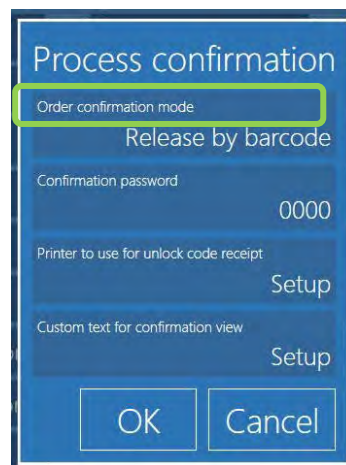 Process confirmation
Order confirmation mode
Release by barcode
Confirmation password
0000
Printer to use for unlock code receipt
Setup
Custom text for confirmation view
Setup
OK Cancel